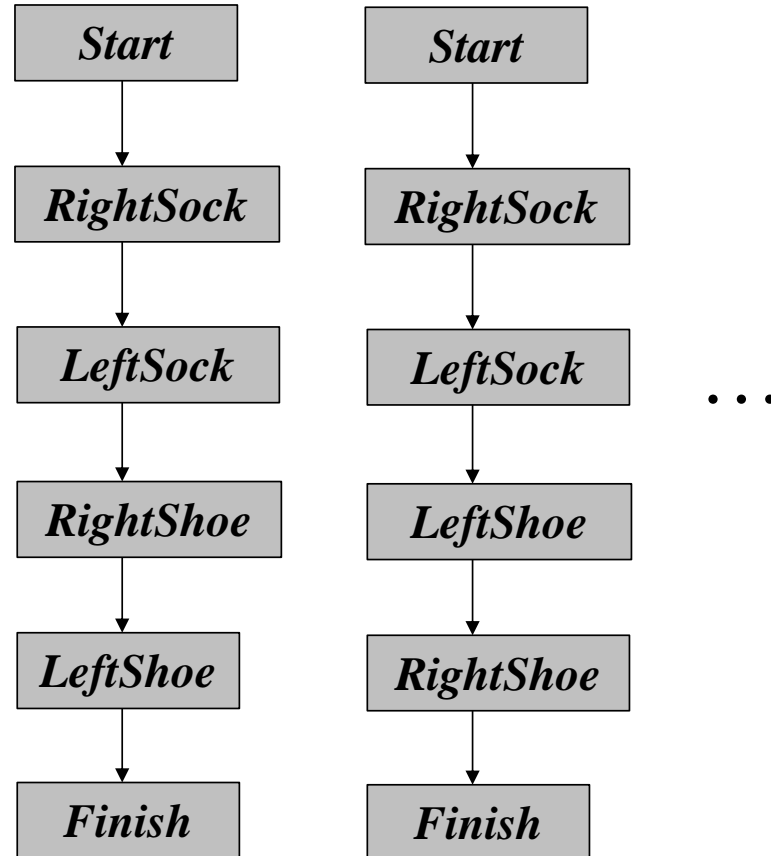 Start
RightSock
LeftSock
RightShoe
LeftShoe
Finish
Start
RightSock
LeftSock
LeftShoe
RightShoe
Finish
. . .